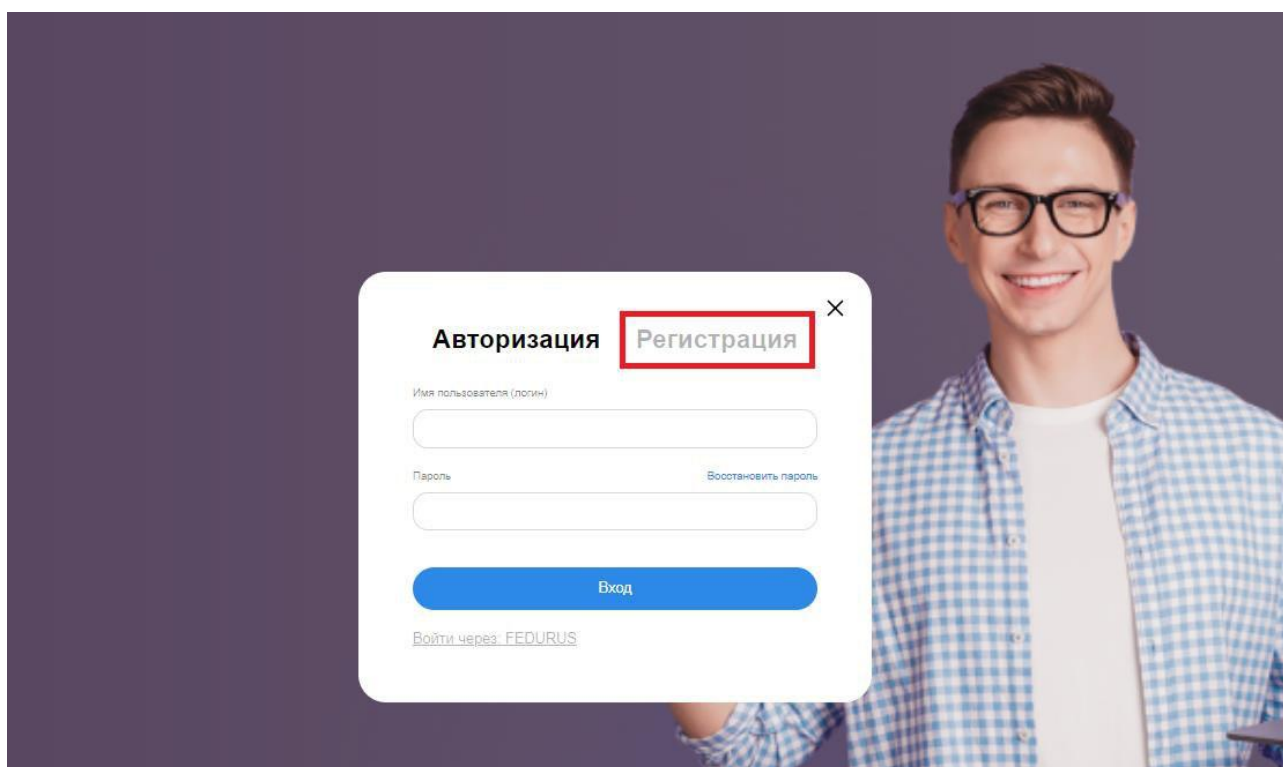 Авторизация Регистрация
Имя пользователя (логин)
Пароль Восстановить пароль
Вход
Войти через: FEDURUS